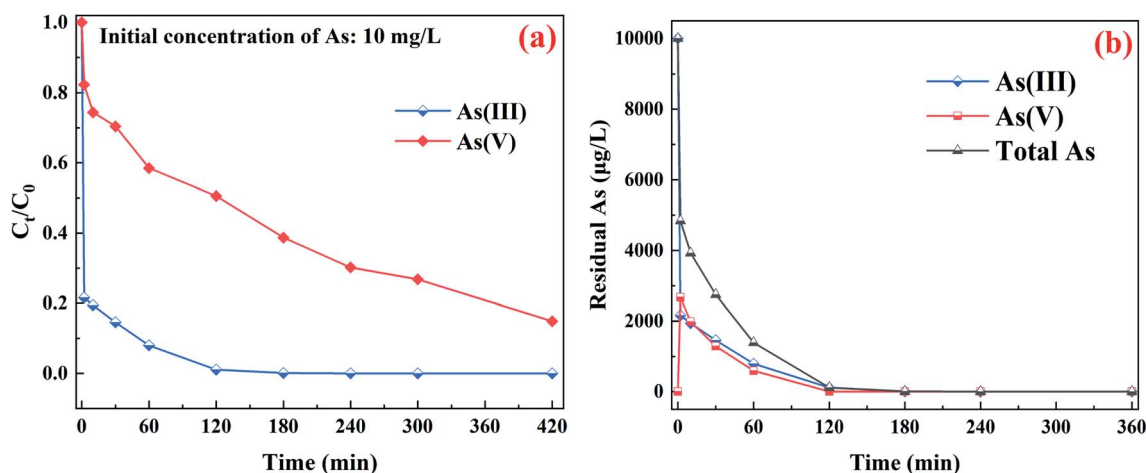 Initial concentration of As: 10 mg/L
(a)
As(III)
As(V)
1.0
0.8
0.6
0.4
0.2
0.0
Cₜ/C₀
0 60 120 180 240 300 360 420
Time (min)
(b)
As(III)
As(V)
Total As
10000
8000
6000
4000
2000
0
Residual As (μg/L)
0 60 120 180 240 300 360
Time (min)